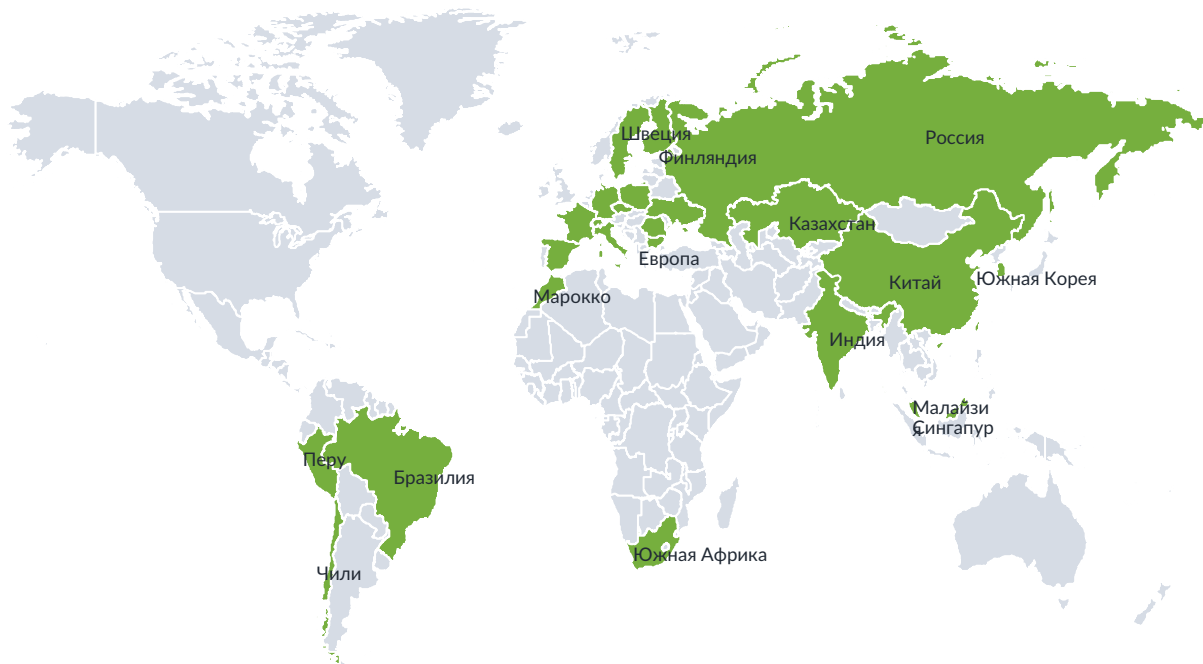 Швеция
Россия
Финляндия
Казахстан
Европа
Китай
Южная Корея
Марокко
Индия
Малайзи
я
Сингапур
Перу
Бразилия
Южная Африка
Чили